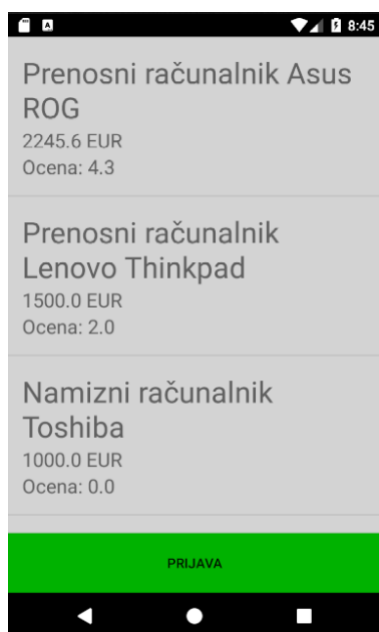 A
8:45
Prenosni računalnik Asus
ROG
2245.6 EUR
Ocena: 4.3
Prenosni računalnik
Lenovo Thinkpad
1500.0 EUR
Ocena: 2.0
Namizni računalnik
Toshiba
1000.0 EUR
Ocena: 0.0
PRIJAVA